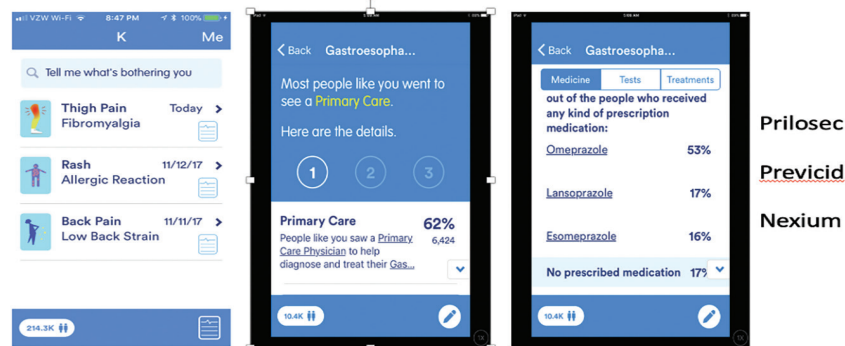 VZW Wi-Fi 8:47 PM 100%
K Me
Tell me what's bothering you
Thigh Pain Today
Fibromyalgia
Rash 11/12/17
Allergic Reaction
Back Pain 11/11/17
Low Back Strain
214.3K
Back Gastroesopha...
Most people like you went to
see a Primary Care.
Here are the details.
1 2 3
Primary Care 62%
People like you saw a Primary 6,424
Care Physician to help
diagnose and treat their Gas...
10.4K
1X
Back Gastroesopha...
Medicine Tests Treatments
out of the people who received
any kind of prescription
medication:
Omeprazole 53%
Lansoprazole 17%
Esomeprazole 16%
No prescribed medication 17%
10.4K
1X
Prilosec
Previcid
Nexium